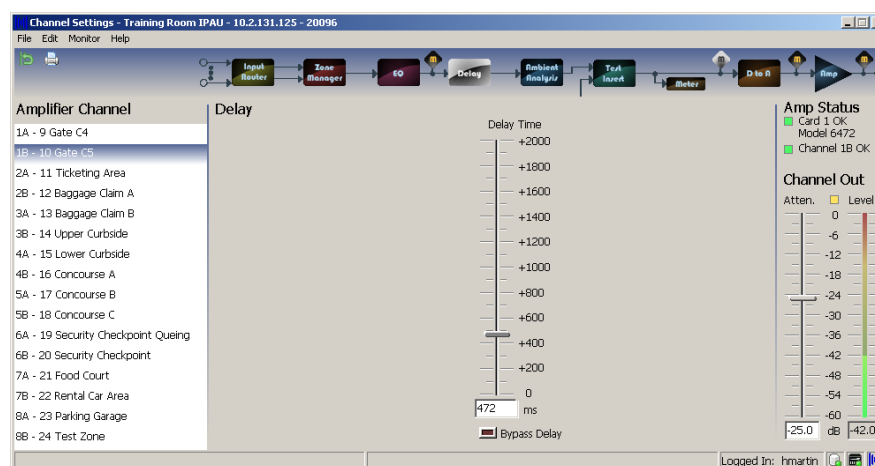 Channel Settings - Training Room IPAU - 10.2.131.125 - 20096
File Edit Monitor Help
Input Router
Zone Manager
EQ
m
Delay
Ambient Analysis
Test Insert
Meter
m
D to A
m
Amp
m
Amplifier Channel
1A - 9 Gate C4
1B - 10 Gate C5
2A - 11 Ticketing Area
2B - 12 Baggage Claim A
3A - 13 Baggage Claim B
3B - 14 Upper Curbside
4A - 15 Lower Curbside
4B - 16 Concourse A
5A - 17 Concourse B
5B - 18 Concourse C
6A - 19 Security Checkpoint Queing
6B - 20 Security Checkpoint
7A - 21 Food Court
7B - 22 Rental Car Area
8A - 23 Parking Garage
8B - 24 Test Zone
Delay
Delay Time
+2000
+1800
+1600
+1400
+1200
+1000
+800
+600
+400
+200
0
472 ms
Bypass Delay
Amp Status
Card 1 OK
Model 6472
Channel 1B OK
Channel Out
Atten. Level
0
-6
-12
-18
-24
-30
-36
-42
-48
-54
-60
-25.0 dB -42.0
Logged In: hmartin